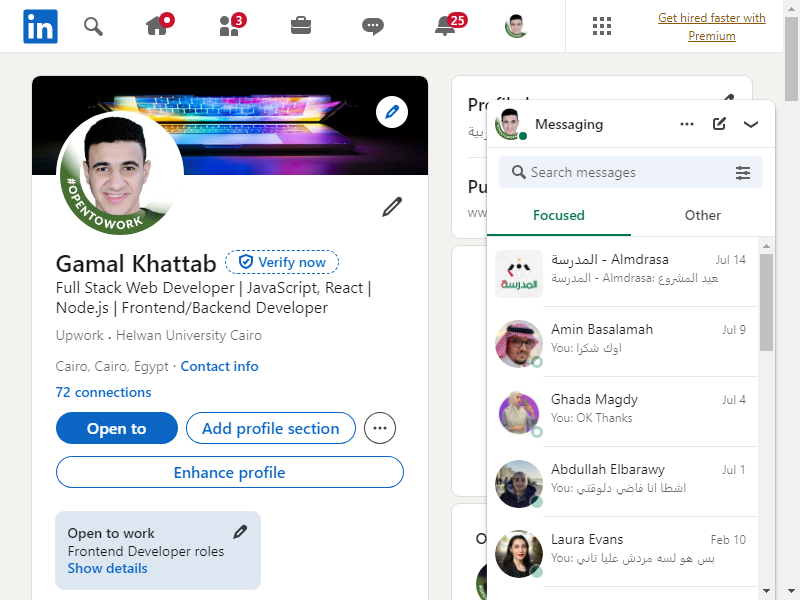 in
3
25
Get hired faster with
Premium
#OPENTOWORK
Gamal Khattab
Verify now
Full Stack Web Developer | JavaScript, React |
Node.js | Frontend/Backend Developer
Upwork . Helwan University Cairo
Cairo, Cairo, Egypt · Contact info
72 connections
Open to
Add profile section
Enhance profile
Open to work
Frontend Developer roles
Show details
Pu
ww
O
Messaging
Search messages
Focused
Other
المدرسة
المدرسة - Almdrasa
Jul 14
المدرسة - Almdrasa:
Amin Basalamah
Jul 9
You: اوك شكرا
Ghada Magdy
Jul 4
You: OK Thanks
Abdullah Elbarawy
Jul 1
You: اشطا انا فاضي دلوقتي
Laura Evans
Feb 10
You: بس هو لسه مردش عليا تاني